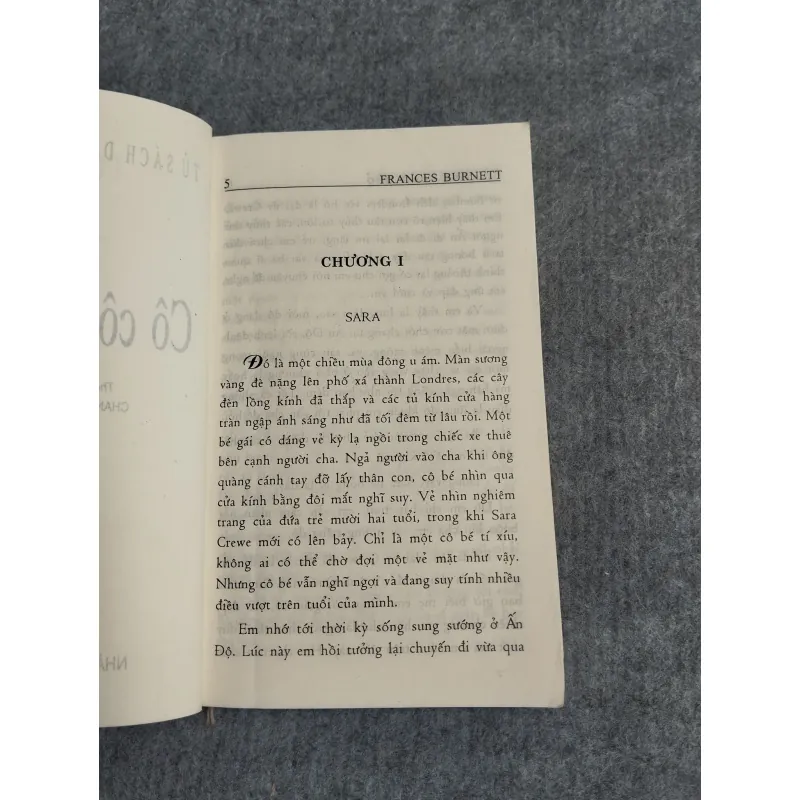 5 FRANCES BURNETT
CHƯƠNG I
SARA
Đó là một chiều mùa đông u ám. Màn sương
vàng đè nặng lên phố xá thành Londres, các cây
đèn lồng kính đã thắp và các tủ kính cửa hàng
tràn ngập ánh sáng như đã tối đêm từ lâu rồi. Một
bé gái có dáng vẻ kỳ lạ ngồi trong chiếc xe thuê
bên cạnh người cha. Ngả người vào cha khi ông
quàng cánh tay đỡ lấy thân con, cô bé nhìn qua
cửa kính bằng đôi mắt nghĩ suy. Vẻ nhìn nghiêm
trang của đứa trẻ mười hai tuổi, trong khi Sara
Crewe mới có lên bảy. Chỉ là một cô bé tí xíu,
không ai có thể chờ đợi một vẻ mặt như vậy.
Nhưng cô bé vẫn nghĩ ngợi và đang suy tính nhiều
điều vượt trên tuổi của mình.
Em nhớ tới thời kỳ sống sung sướng ở Ấn
Độ. Lúc này em hồi tưởng lại chuyến đi vừa qua